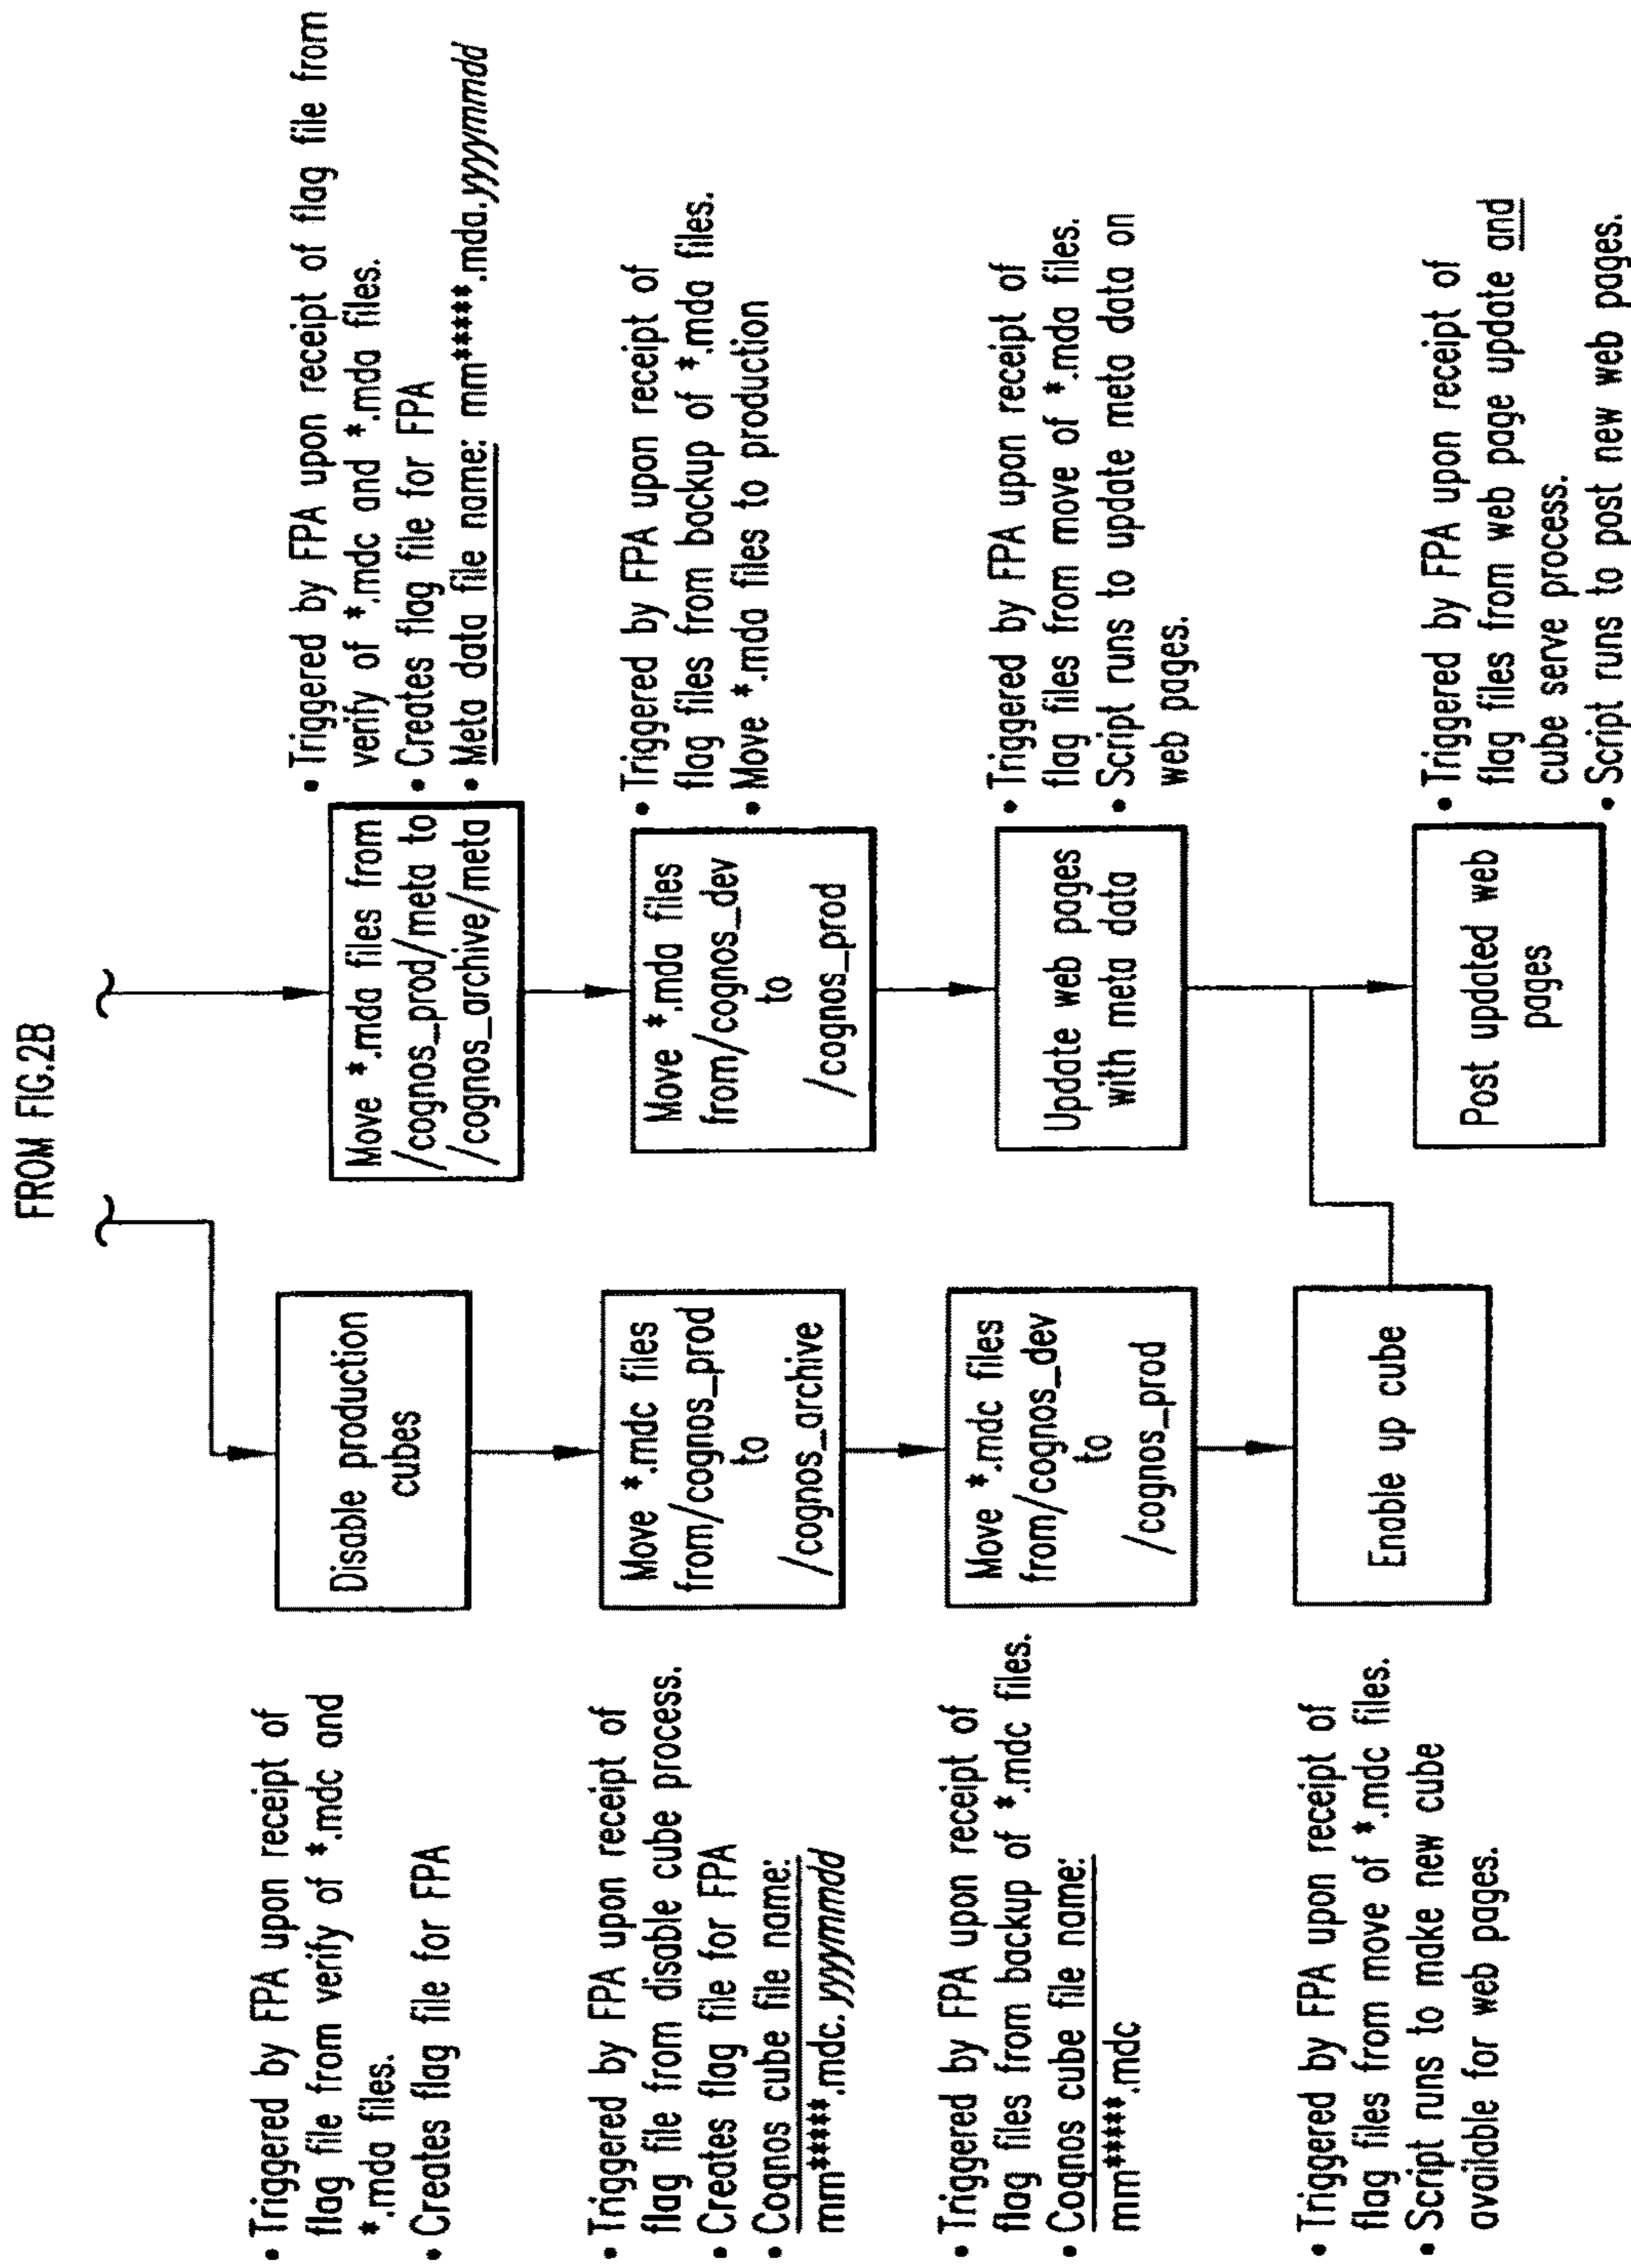 FROM FIG.2B
• Triggered by FPA upon receipt of
flag file from verify of *.mdc and
*.mda files.
• Creates flag file for FPA
Disable production
cubes
Move *.mda files from
/cognos_prod/meta to
/cognos_archive/meta
• Triggered by FPA upon receipt of flag file from
verify of *.mdc and *.mda files.
• Creates flag file for FPA
• Meta data file name: mm*****.mda.yyyymmdd
• Triggered by FPA upon receipt of
flag file from disable cube process.
• Creates flag file for FPA
• Cognos cube file name:
mm*****.mdc.yyyymmdd
Move *.mdc files
from/cognos_prod
to
/cognos_archive
Move *.mda files
from/cognos_dev
to
/cognos_prod
• Triggered by FPA upon receipt of
flag files from backup of *.mda files.
• Move *.mda files to production
• Triggered by FPA upon receipt of
flag files from backup of *.mdc files.
• Cognos cube file name:
mm*****.mdc
Move *.mdc files
from/cognos_dev
to
/cognos_prod
Update web pages
with meta data
• Triggered by FPA upon receipt of
flag files from move of *.mda files.
• Script runs to update meta data on
web pages.
• Triggered by FPA upon receipt of
flag files from move of *.mdc files.
• Script runs to make new cube
available for web pages.
Enable up cube
Post updated web
pages
• Triggered by FPA upon receipt of
flag files from web page update and
cube serve process.
• Script runs to post new web pages.